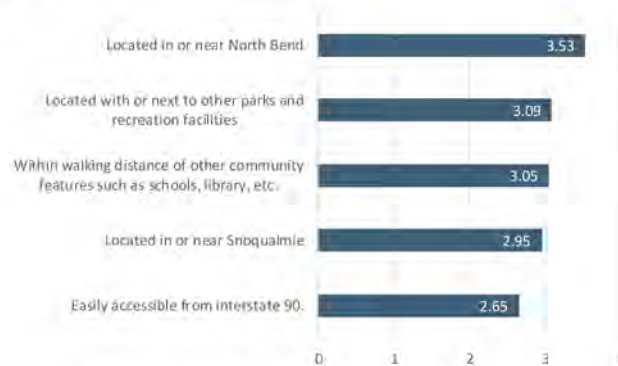 Located in or near North Bend.
3.53
Located with or next to other parks and
recreation facilities
3.09
Within walking distance of other community
features such as schools, library, etc.
3.05
Located in or near Snoqualmie
2.95
Easily accessible from interstate 90.
2.65
0 1 2 3